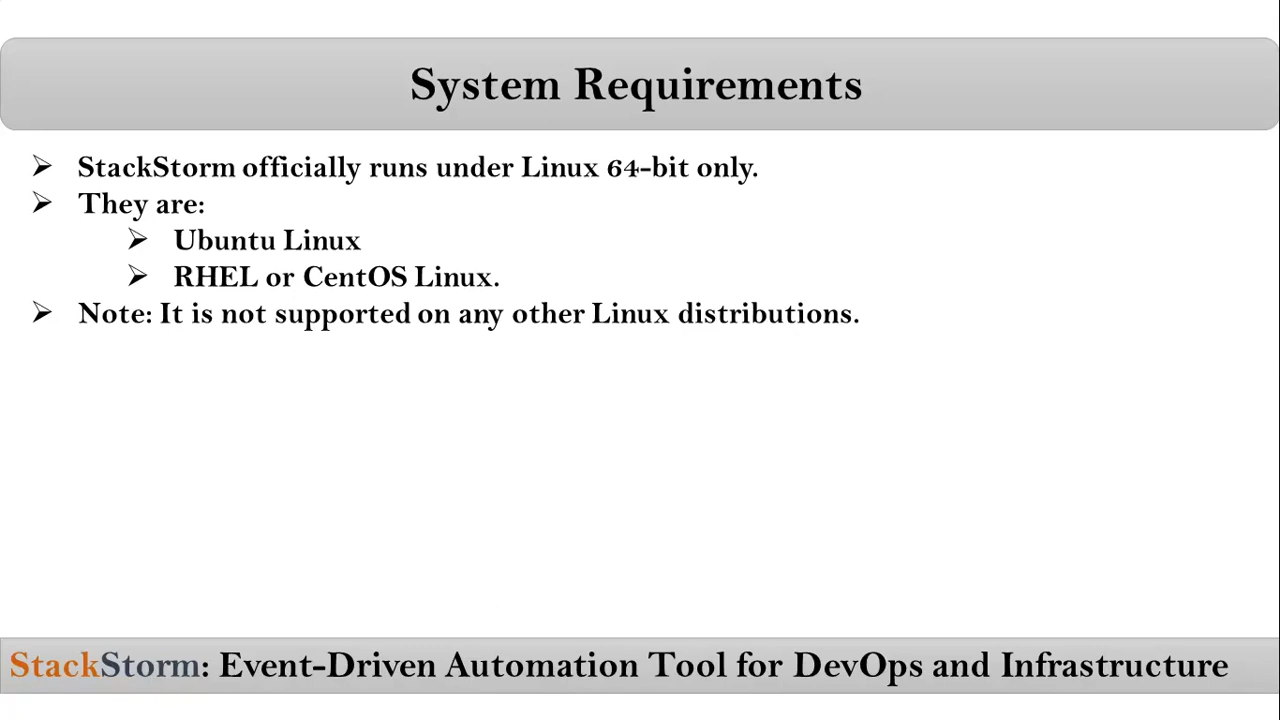 System Requirements
➢ StackStorm officially runs under Linux 64-bit only.
➢ They are:
➢ Ubuntu Linux
➢ RHEL or CentOS Linux.
➢ Note: It is not supported on any other Linux distributions.
StackStorm: Event-Driven Automation Tool for DevOps and Infrastructure